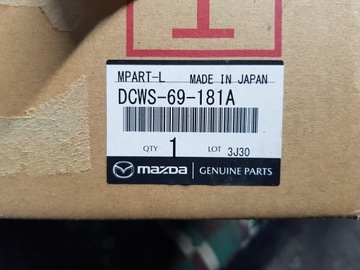 MPART-L MADE IN JAPAN
DCWS-69-181A
QTY 1 LOT 3J30
mazda GENUINE PARTS